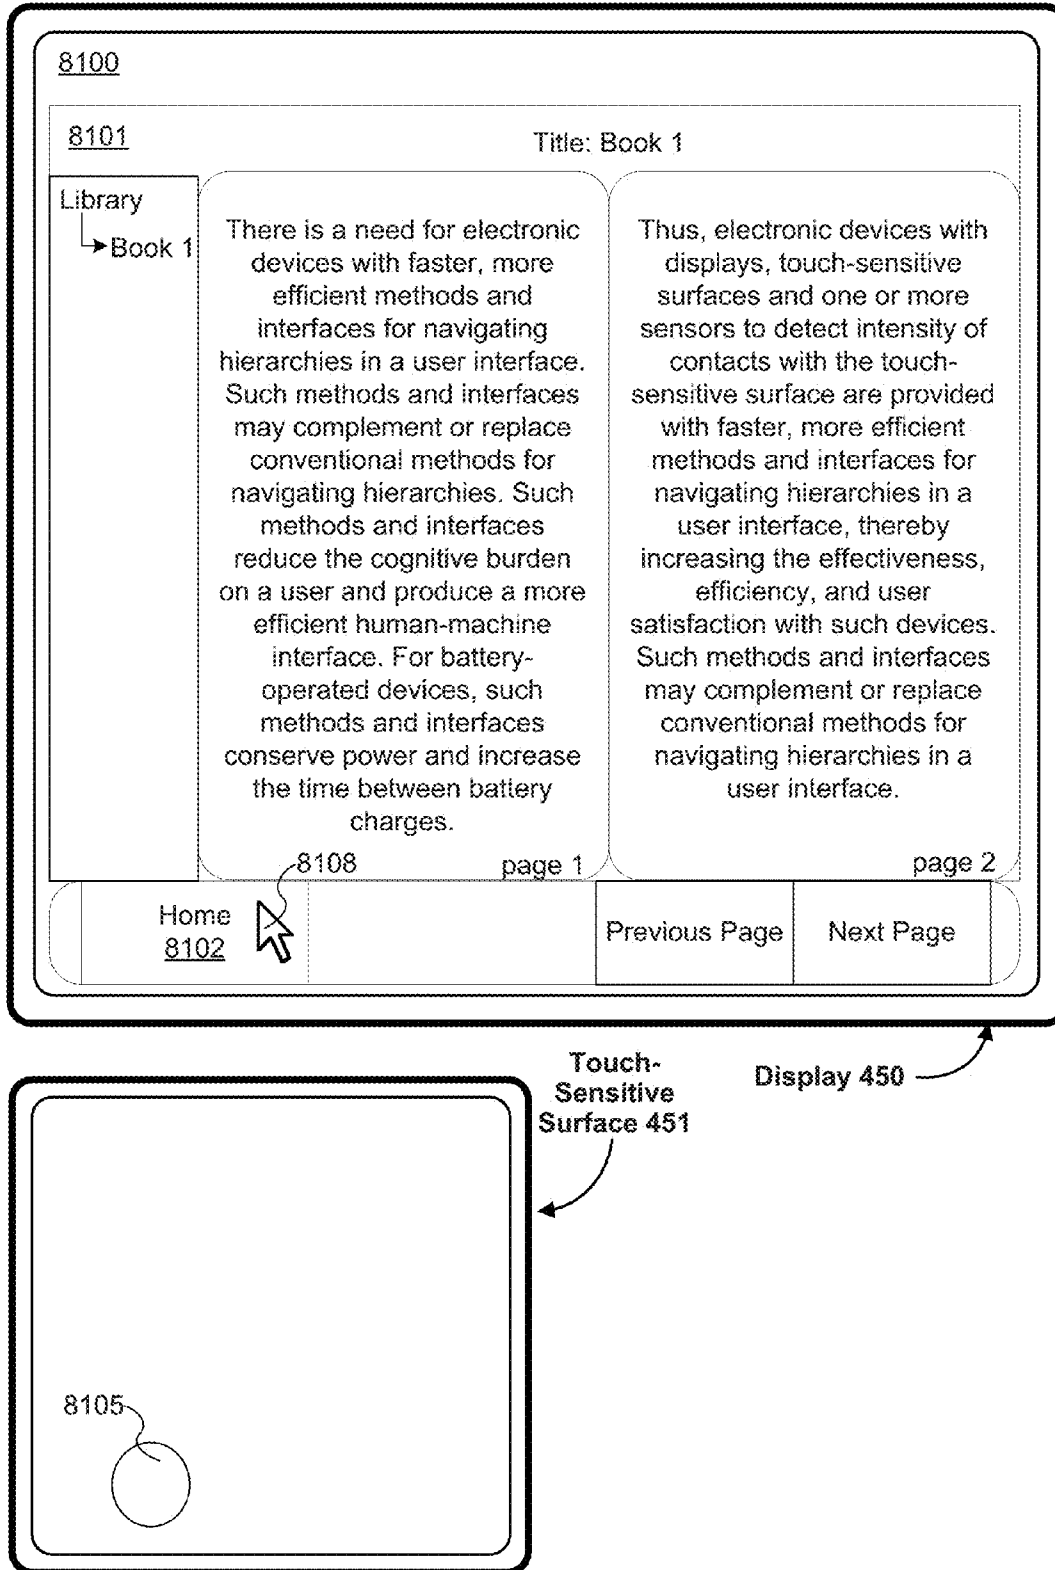 8100
8101
Title: Book 1
Library
Book 1
There is a need for electronic
devices with faster, more
efficient methods and
interfaces for navigating
hierarchies in a user interface.
Such methods and interfaces
may complement or replace
conventional methods for
navigating hierarchies. Such
methods and interfaces
reduce the cognitive burden
on a user and produce a more
efficient human-machine
interface. For battery-
operated devices, such
methods and interfaces
conserve power and increase
the time between battery
charges.
page 1
Thus, electronic devices with
displays, touch-sensitive
surfaces and one or more
sensors to detect intensity of
contacts with the touch-
sensitive surface are provided
with faster, more efficient
methods and interfaces for
navigating hierarchies in a
user interface, thereby
increasing the effectiveness,
efficiency, and user
satisfaction with such devices.
Such methods and interfaces
may complement or replace
conventional methods for
navigating hierarchies in a
user interface.
page 2
8108
Home
8102
Previous Page
Next Page
Display 450
Touch-
Sensitive
Surface 451
8105